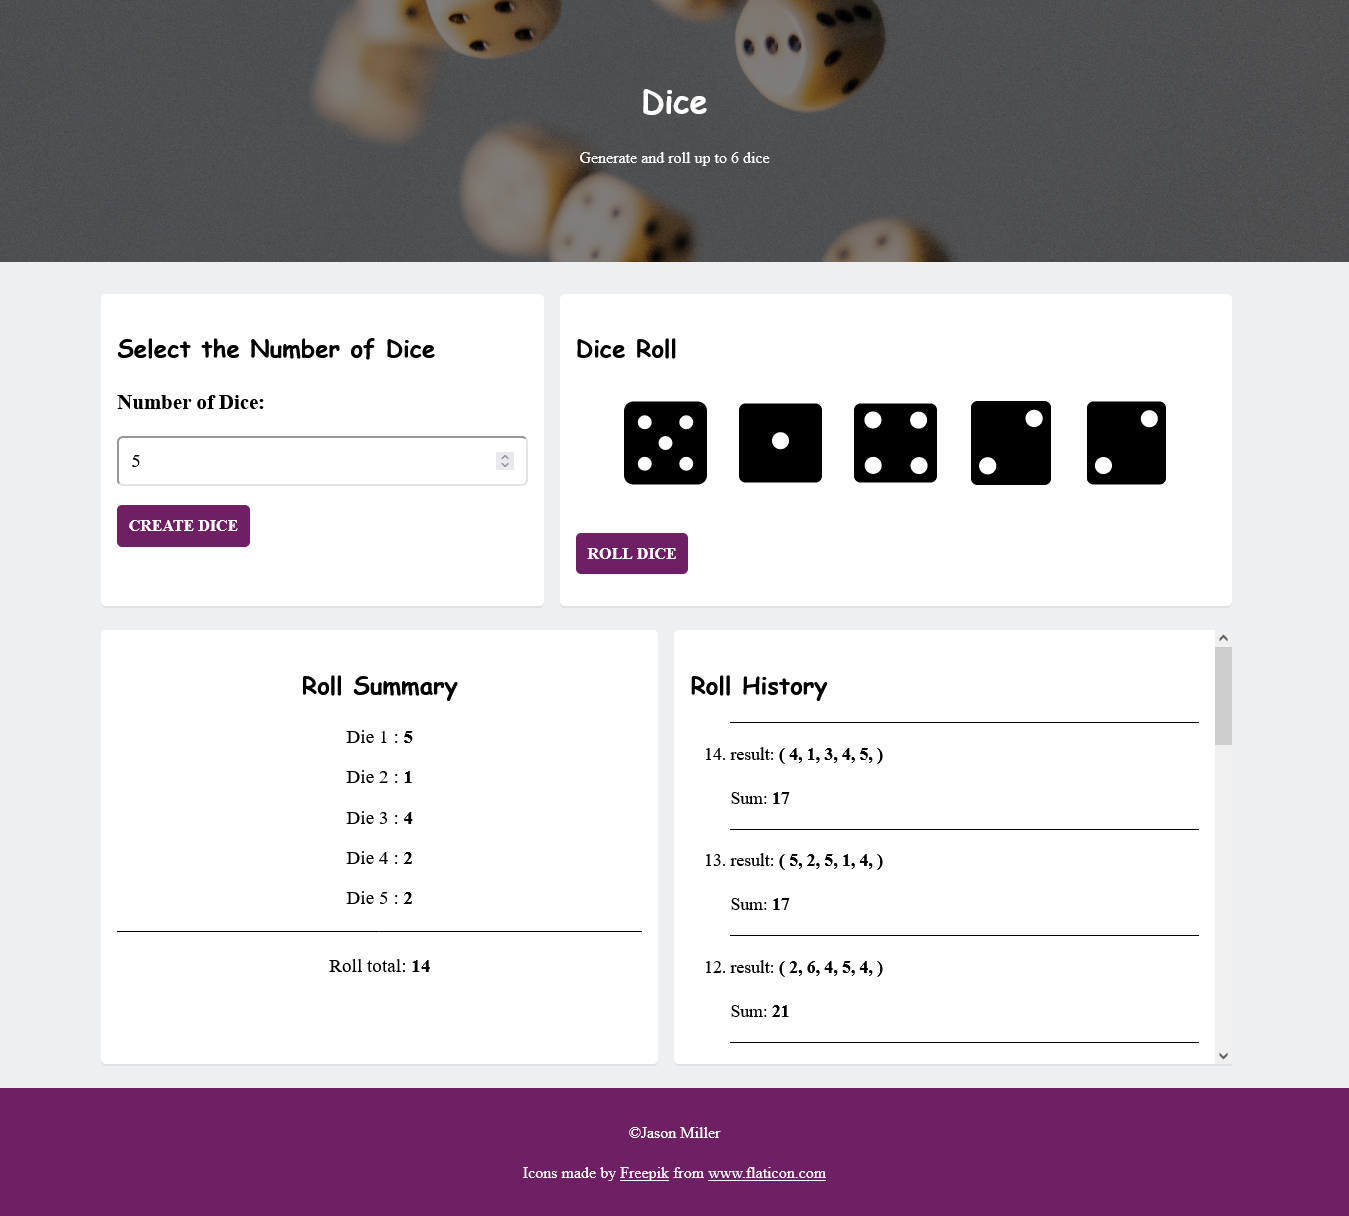 Dice
Generate and roll up to 6 dice
Select the Number of Dice
Number of Dice:
5
CREATE DICE
Dice Roll
ROLL DICE
Roll Summary
Die 1 : 5
Die 2 : 1
Die 3 : 4
Die 4 : 2
Die 5 : 2
Roll total: 14
Roll History
14. result: ( 4, 1, 3, 4, 5, )
Sum: 17
13. result: ( 5, 2, 5, 1, 4, )
Sum: 17
12. result: ( 2, 6, 4, 5, 4, )
Sum: 21
©Jason Miller
Icons made by Freepik from www.flaticon.com